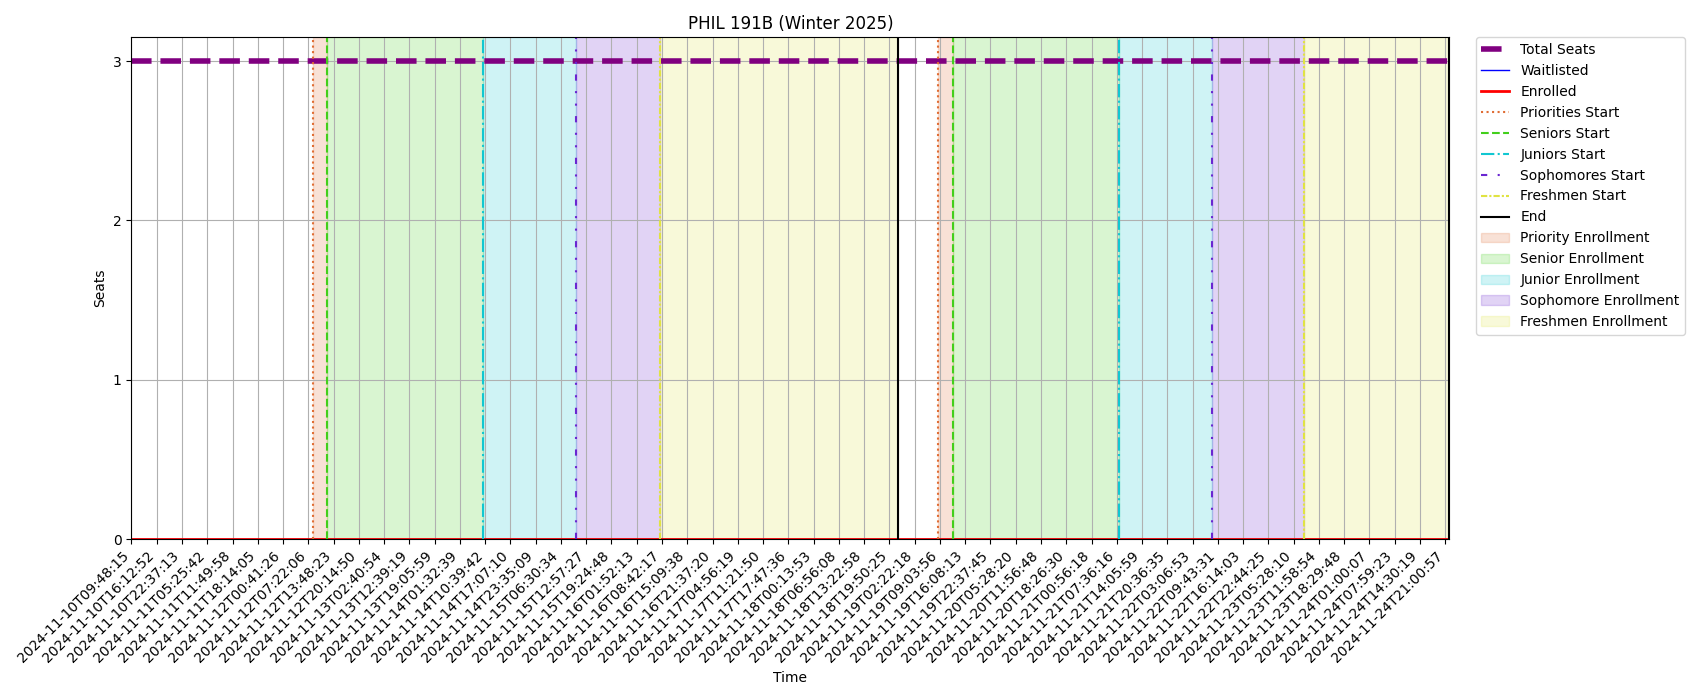 PHIL 191B (Winter 2025)
Seats
3
2
1
0
2024-11-10T09:48:15
2024-11-10T16:12:52
2024-11-10T22:37:13
2024-11-11T05:25:42
2024-11-11T11:49:58
2024-11-11T18:14:05
2024-11-12T00:41:26
2024-11-12T07:22:06
2024-11-12T13:48:23
2024-11-12T20:14:50
2024-11-13T02:40:54
2024-11-13T12:39:19
2024-11-13T19:05:59
2024-11-14T01:32:39
2024-11-14T10:39:42
2024-11-14T17:07:10
2024-11-14T23:35:09
2024-11-15T06:30:34
2024-11-15T12:57:27
2024-11-15T19:24:48
2024-11-16T01:52:13
2024-11-16T08:42:17
2024-11-16T15:09:38
2024-11-16T21:37:20
2024-11-17T04:56:19
2024-11-17T11:21:50
2024-11-17T17:47:36
2024-11-18T00:13:53
2024-11-18T06:56:08
2024-11-18T13:22:58
2024-11-18T19:50:25
2024-11-19T02:22:18
2024-11-19T09:03:56
2024-11-19T16:08:13
2024-11-19T22:37:45
2024-11-20T05:28:20
2024-11-20T11:56:48
2024-11-20T18:26:30
2024-11-21T00:56:18
2024-11-21T07:36:16
2024-11-21T14:05:59
2024-11-21T20:36:35
2024-11-22T03:06:53
2024-11-22T09:43:31
2024-11-22T16:14:03
2024-11-22T22:44:25
2024-11-23T05:28:10
2024-11-23T11:58:54
2024-11-23T18:29:48
2024-11-24T01:00:07
2024-11-24T07:59:23
2024-11-24T14:30:19
2024-11-24T21:00:57
Time
Total Seats
Waitlisted
Enrolled
Priorities Start
Seniors Start
Juniors Start
Sophomores Start
Freshmen Start
End
Priority Enrollment
Senior Enrollment
Junior Enrollment
Sophomore Enrollment
Freshmen Enrollment